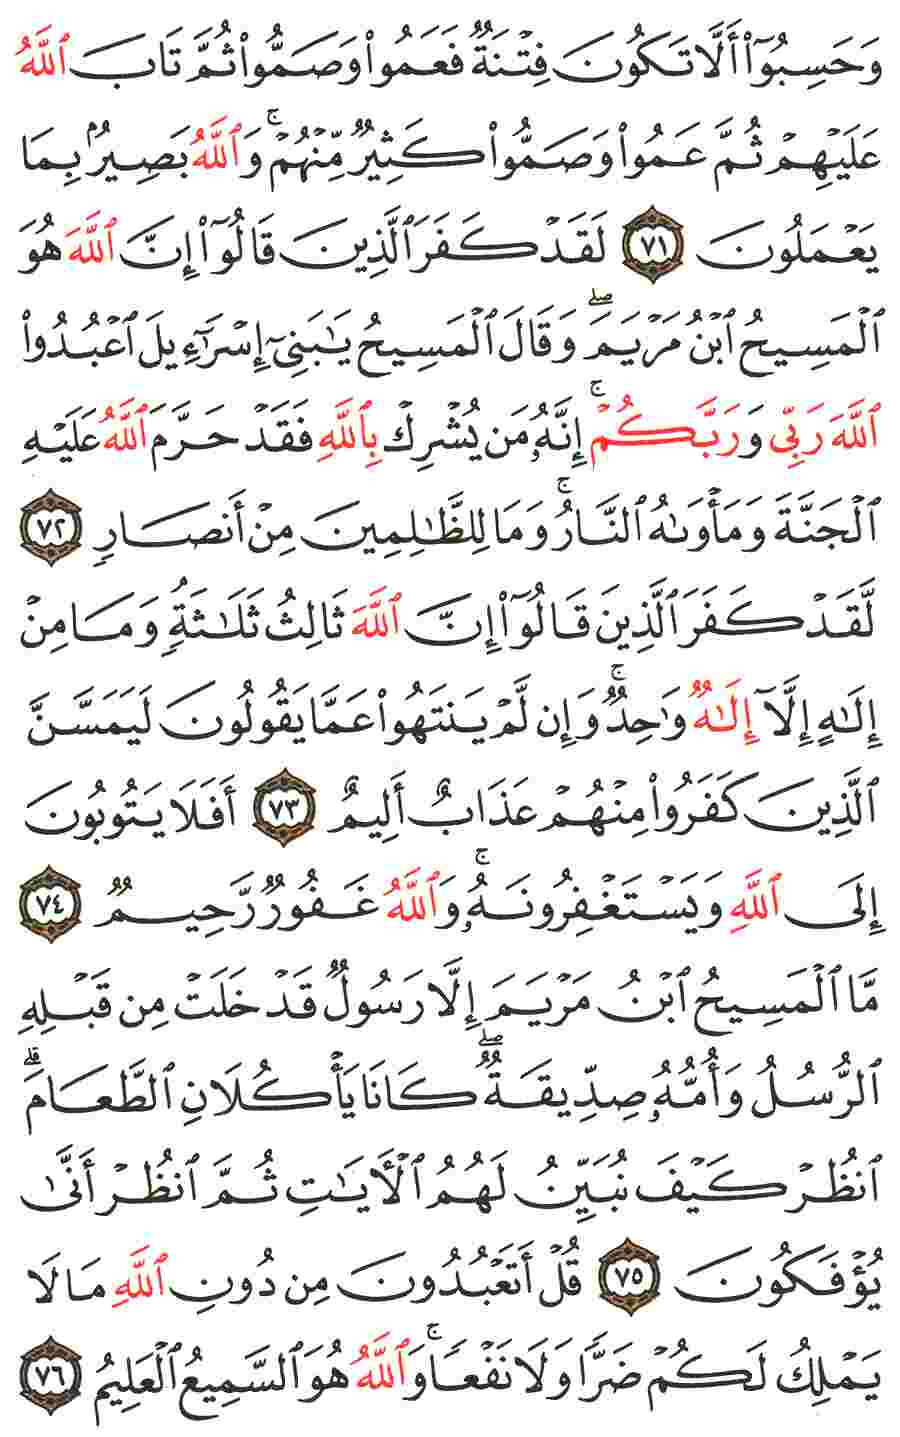 وَحَسِبُوٓا۟ أَلَّا تَكُونَ فِتْنَةٌ فَعَمُوا۟ وَصَمُّوا۟ ثُمَّ تَابَ ٱللَّهُ
عَلَيْهِمْ ثُمَّ عَمُوا۟ وَصَمُّوا۟ كَثِيرٌ مِّنْهُمْ ۚ وَٱللَّهُ بَصِيرٌۢ بِمَا
يَعْمَلُونَ ٧١ لَقَدْ كَفَرَ ٱلَّذِينَ قَالُوٓا۟ إِنَّ ٱللَّهَ هُوَ
ٱلْمَسِيحُ ٱبْنُ مَرْيَمَ ۖ وَقَالَ ٱلْمَسِيحُ يَٰبَنِىٓ إِسْرَٰٓءِيلَ ٱعْبُدُوا۟
ٱللَّهَ رَبِّى وَرَبَّكُمْ ۚ إِنَّهُۥ مَن يُشْرِكْ بِٱللَّهِ فَقَدْ حَرَّمَ ٱللَّهُ عَلَيْهِ
ٱلْجَنَّةَ وَمَأْوَىٰهُ ٱلنَّارُ ۚ وَمَا لِلظَّٰلِمِينَ مِنْ أَنصَارٍ ٧٢
لَّقَدْ كَفَرَ ٱلَّذِينَ قَالُوٓا۟ إِنَّ ٱللَّهَ ثَالِثُ ثَلَٰثَةٍۘ وَمَا مِنْ
إِلَٰهٍ إِلَّآ إِلَٰهٌ وَٰحِدٌ ۚ وَإِن لَّمْ يَنتَهُوا۟ عَمَّا يَقُولُونَ لَيَمَسَّنَّ
ٱلَّذِينَ كَفَرُوا۟ مِنْهُمْ عَذَابٌ أَلِيمٌ ٧٣ أَفَلَا يَتُوبُونَ
إِلَى ٱللَّهِ وَيَسْتَغْفِرُونَهُۥ ۚ وَٱللَّهُ غَفُورٌ رَّحِيمٌ ٧٤
مَّا ٱلْمَسِيحُ ٱبْنُ مَرْيَمَ إِلَّا رَسُولٌ قَدْ خَلَتْ مِن قَبْلِهِ
ٱلرُّسُلُ وَأُمُّهُۥ صِدِّيقَةٌ ۖ كَانَا يَأْكُلَانِ ٱلطَّعَامَ ۗ
ٱنظُرْ كَيْفَ نُبَيِّنُ لَهُمُ ٱلْءَايَٰتِ ثُمَّ ٱنظُرْ أَنَّىٰ
يُؤْفَكُونَ ٧٥ قُلْ أَتَعْبُدُونَ مِن دُونِ ٱللَّهِ مَا لَا
يَمْلِكُ لَكُمْ ضَرًّا وَلَا نَفْعًا ۚ وَٱللَّهُ هُوَ ٱلسَّمِيعُ ٱلْعَلِيمُ ٧٦